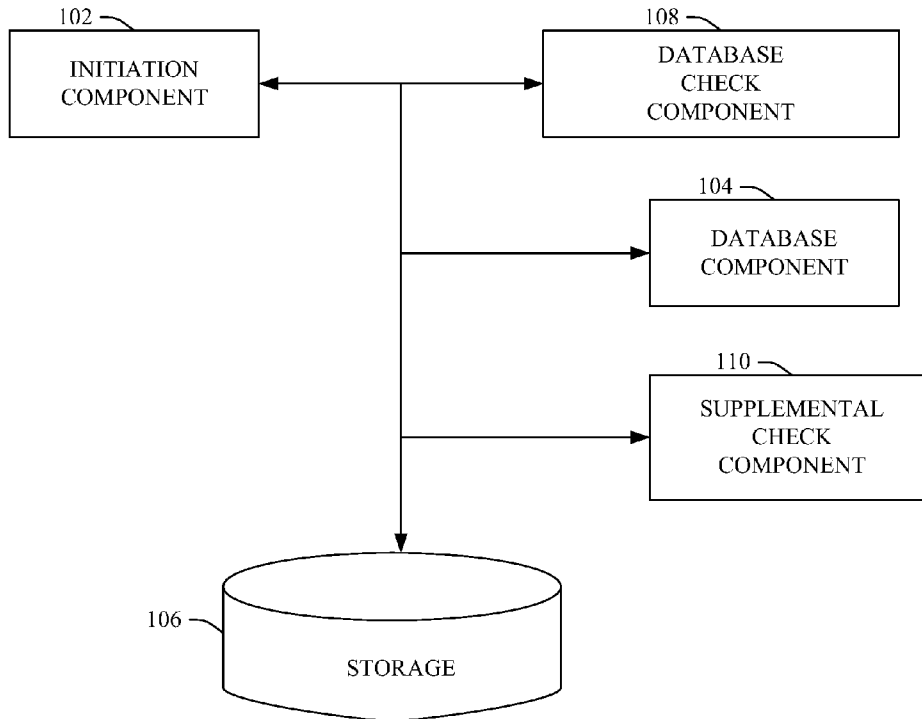 102
INITIATION
COMPONENT
108
DATABASE
CHECK
COMPONENT
104
DATABASE
COMPONENT
110
SUPPLEMENTAL
CHECK
COMPONENT
106
STORAGE